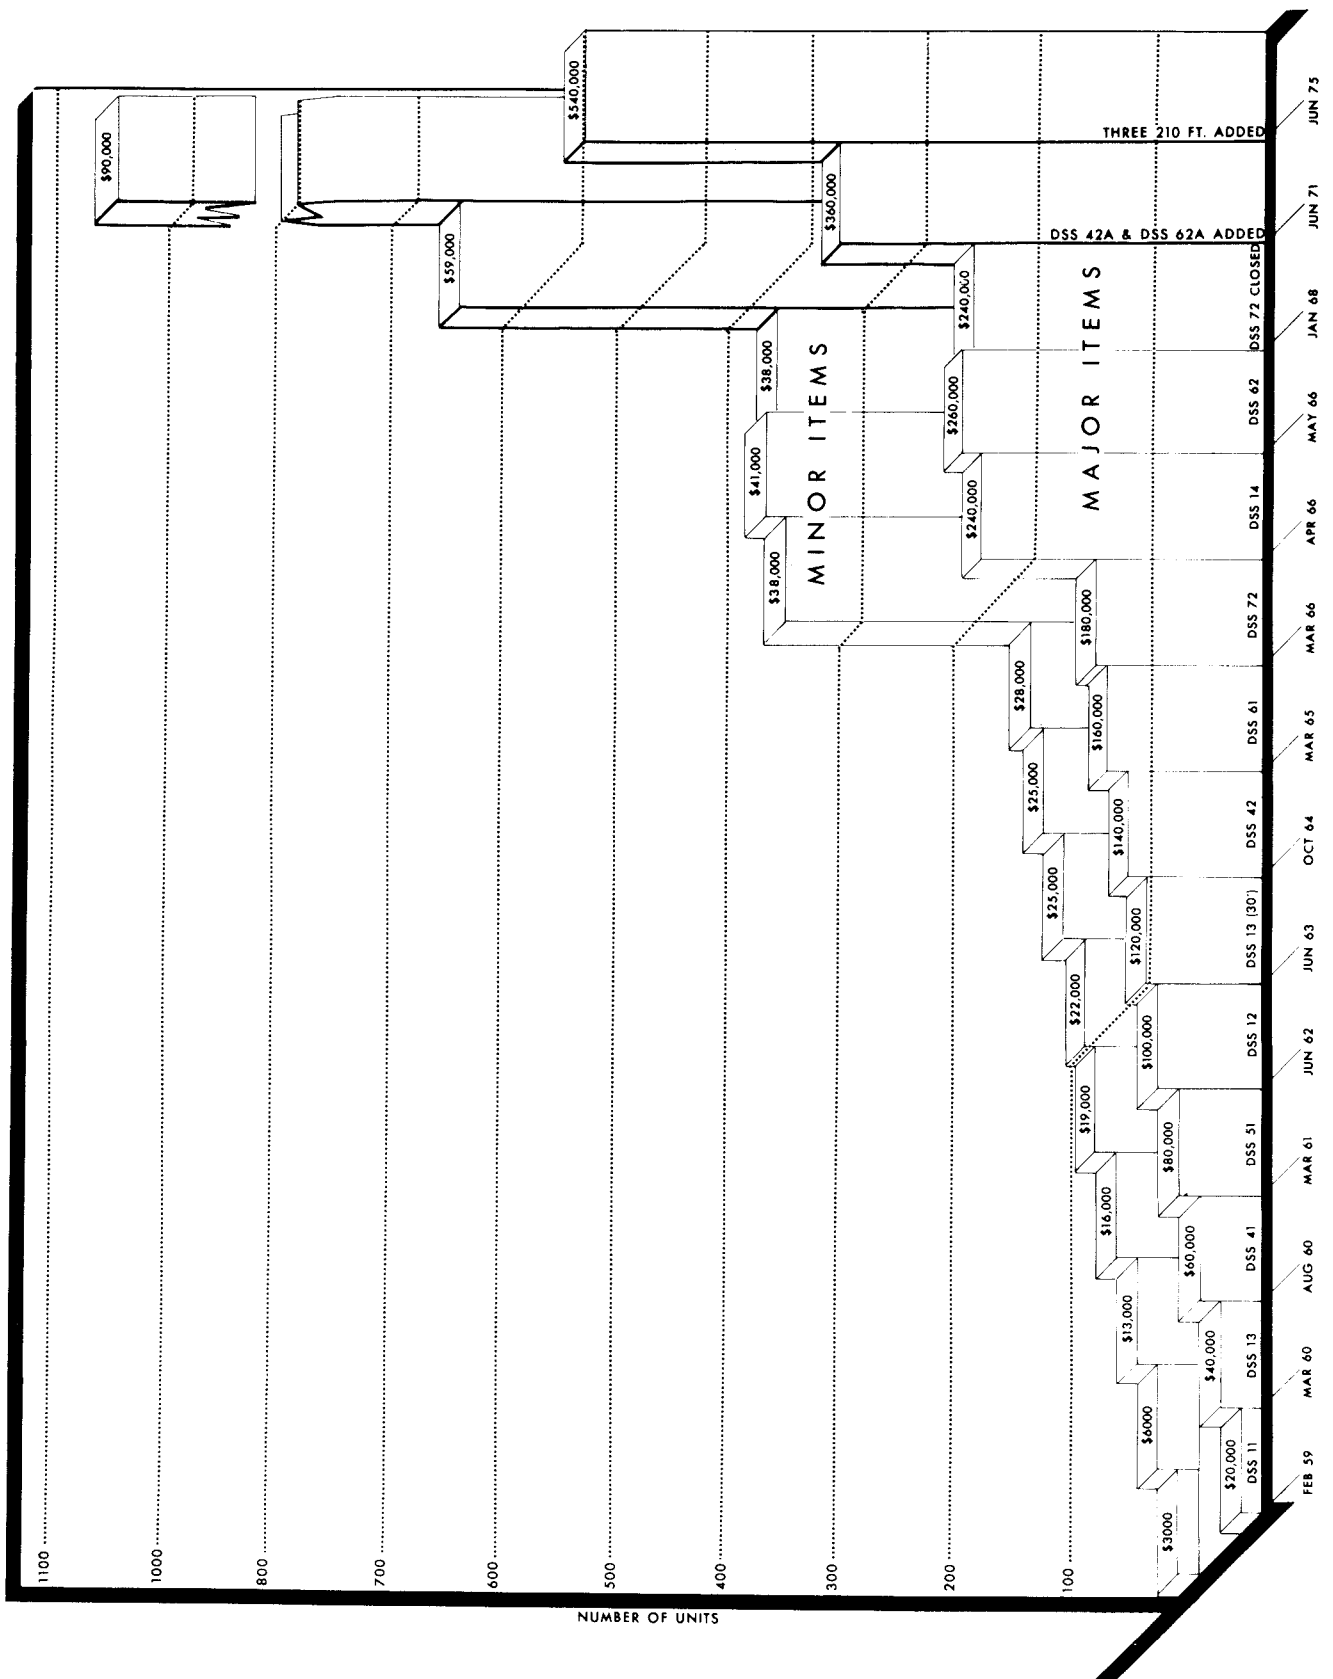 NUMBER OF UNITS
1100
1000
800
700
600
500
400
300
200
100
MINOR ITEMS
$3000
$6000
$13,000
$16,000
$19,000
$22,000
$25,000
$25,000
$28,000
$38,000
$41,000
$38,000
$59,000
$90,000
MAJOR ITEMS
$20,000
$40,000
$60,000
$80,000
$100,000
$120,000
$140,000
$160,000
$180,000
$240,000
$260,000
$240,000
$360,000
$540,000
DSS 11
DSS 13
DSS 41
DSS 51
DSS 12
DSS 13 (30')
DSS 42
DSS 61
DSS 72
DSS 14
DSS 62
DSS 72 CLOSED
DSS 42A & DSS 62A ADDED
THREE 210 FT. ADDED
FEB 59
MAR 60
AUG 60
MAR 61
JUN 62
JUN 63
OCT 64
MAR 65
MAR 66
APR 66
MAY 66
JAN 68
JUN 71
JUN 75